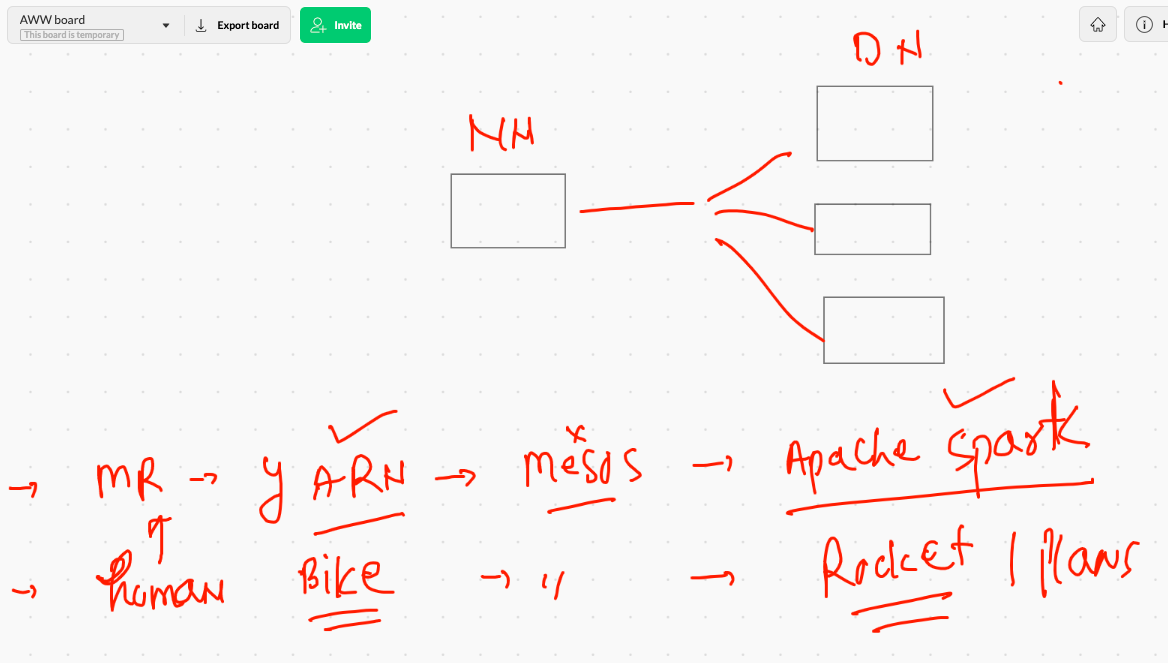 AWW board
This board is temporary
Export board
Invite
H
NN
DN
→ MR → YARN → Mesos → Apache Spark
→ human Bike → " → Rocket |